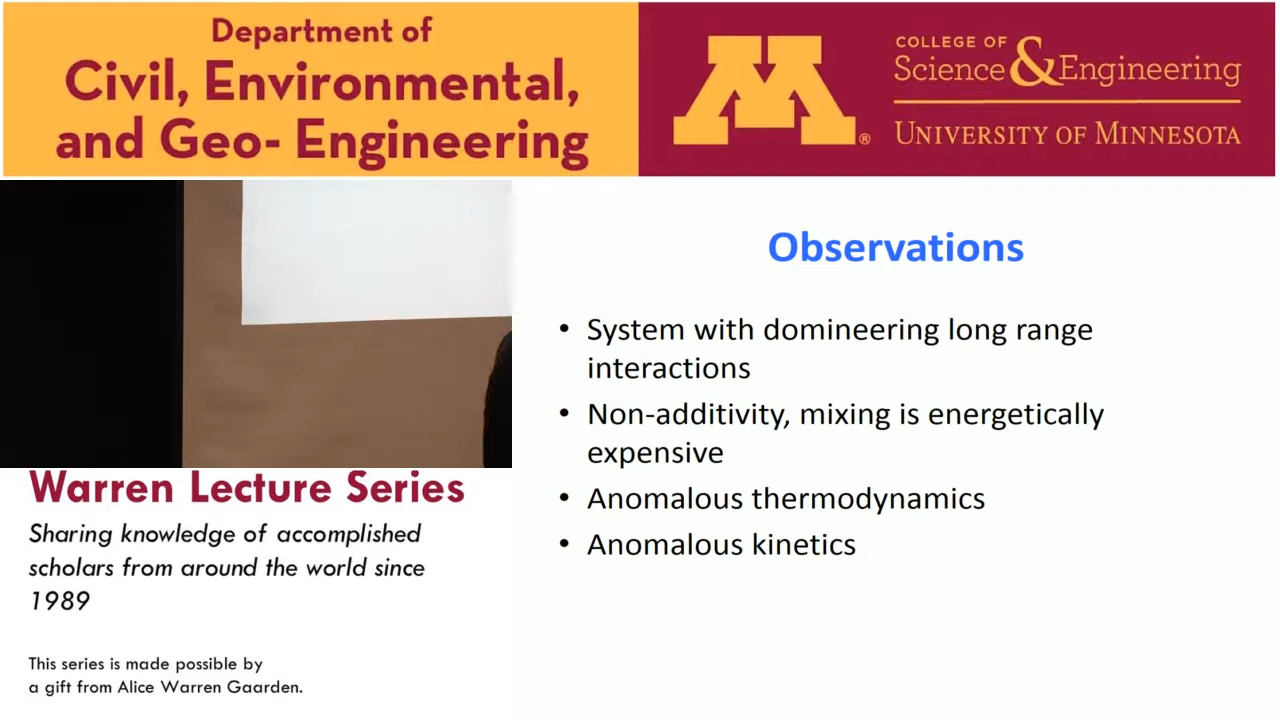 Department of
Civil, Environmental,
and Geo- Engineering
M®
COLLEGE OF
Science & Engineering
UNIVERSITY OF MINNESOTA
Observations
• System with domineering long range
interactions
• Non-additivity, mixing is energetically
expensive
• Anomalous thermodynamics
• Anomalous kinetics
Warren Lecture Series
Sharing knowledge of accomplished
scholars from around the world since
1989
This series is made possible by
a gift from Alice Warren Gaarden.